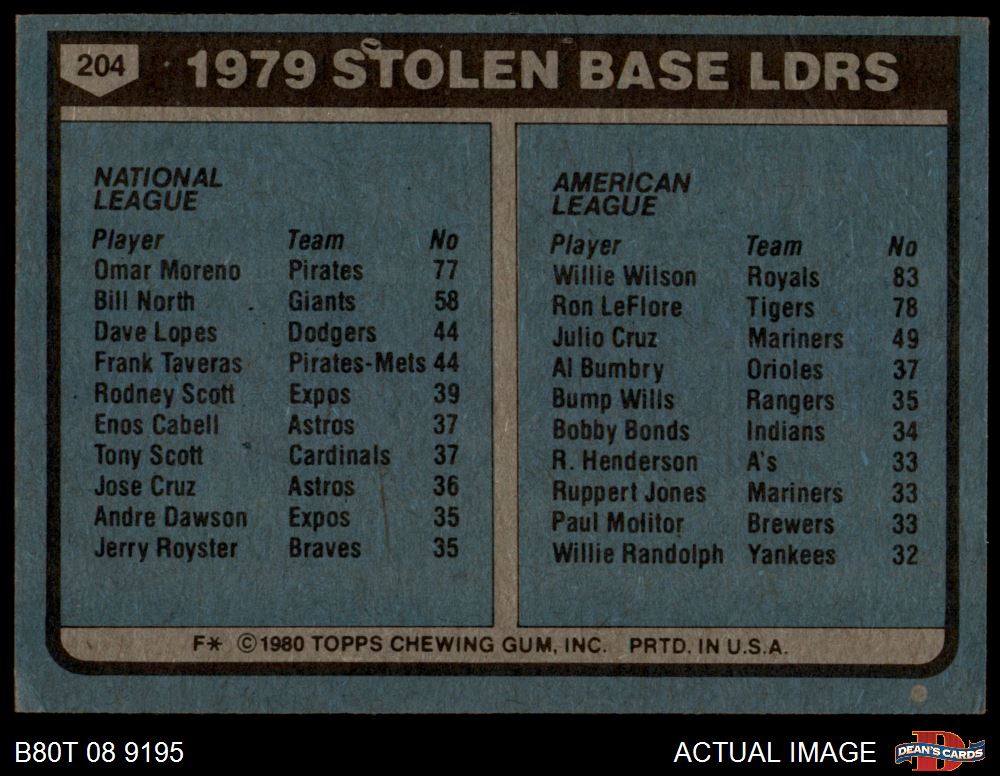 204 1979 STOLEN BASE LDRS
NATIONAL
LEAGUE
Player Team No
Omar Moreno Pirates 77
Bill North Giants 58
Dave Lopes Dodgers 44
Frank Taveras Pirates-Mets 44
Rodney Scott Expos 39
Enos Cabell Astros 37
Tony Scott Cardinals 37
Jose Cruz Astros 36
Andre Dawson Expos 35
Jerry Royster Braves 35
AMERICAN
LEAGUE
Player Team No
Willie Wilson Royals 83
Ron LeFlore Tigers 78
Julio Cruz Mariners 49
Al Bumbry Orioles 37
Bump Wills Rangers 35
Bobby Bonds Indians 34
R. Henderson A's 33
Ruppert Jones Mariners 33
Paul Molitor Brewers 33
Willie Randolph Yankees 32
F* ©1980 TOPPS CHEWING GUM, INC. PRTD. IN U.S.A.
B80T 08 9195 ACTUAL IMAGE DEAN'S CARDS